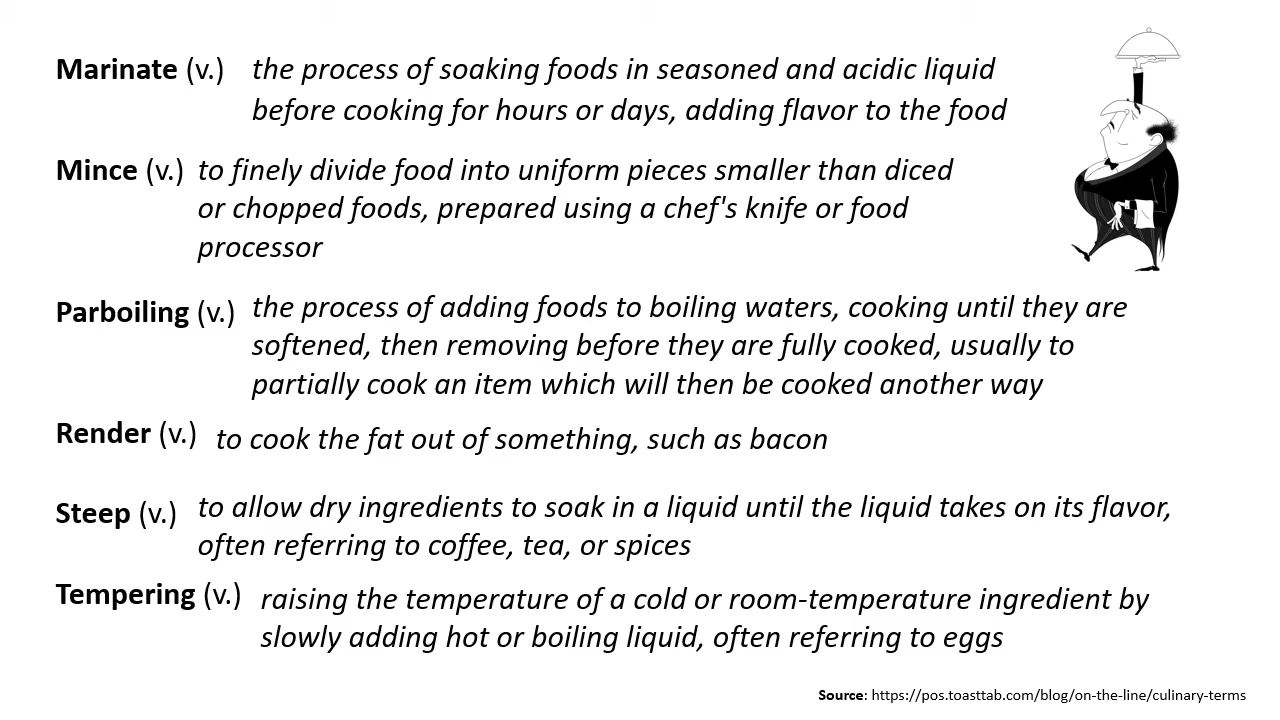 Marinate (v.) the process of soaking foods in seasoned and acidic liquid
before cooking for hours or days, adding flavor to the food
Mince (v.) to finely divide food into uniform pieces smaller than diced
or chopped foods, prepared using a chef's knife or food
processor
Parboiling (v.) the process of adding foods to boiling waters, cooking until they are
softened, then removing before they are fully cooked, usually to
partially cook an item which will then be cooked another way
Render (v.) to cook the fat out of something, such as bacon
Steep (v.) to allow dry ingredients to soak in a liquid until the liquid takes on its flavor,
often referring to coffee, tea, or spices
Tempering (v.) raising the temperature of a cold or room-temperature ingredient by
slowly adding hot or boiling liquid, often referring to eggs
Source: https://pos.toasttab.com/blog/on-the-line/culinary-terms